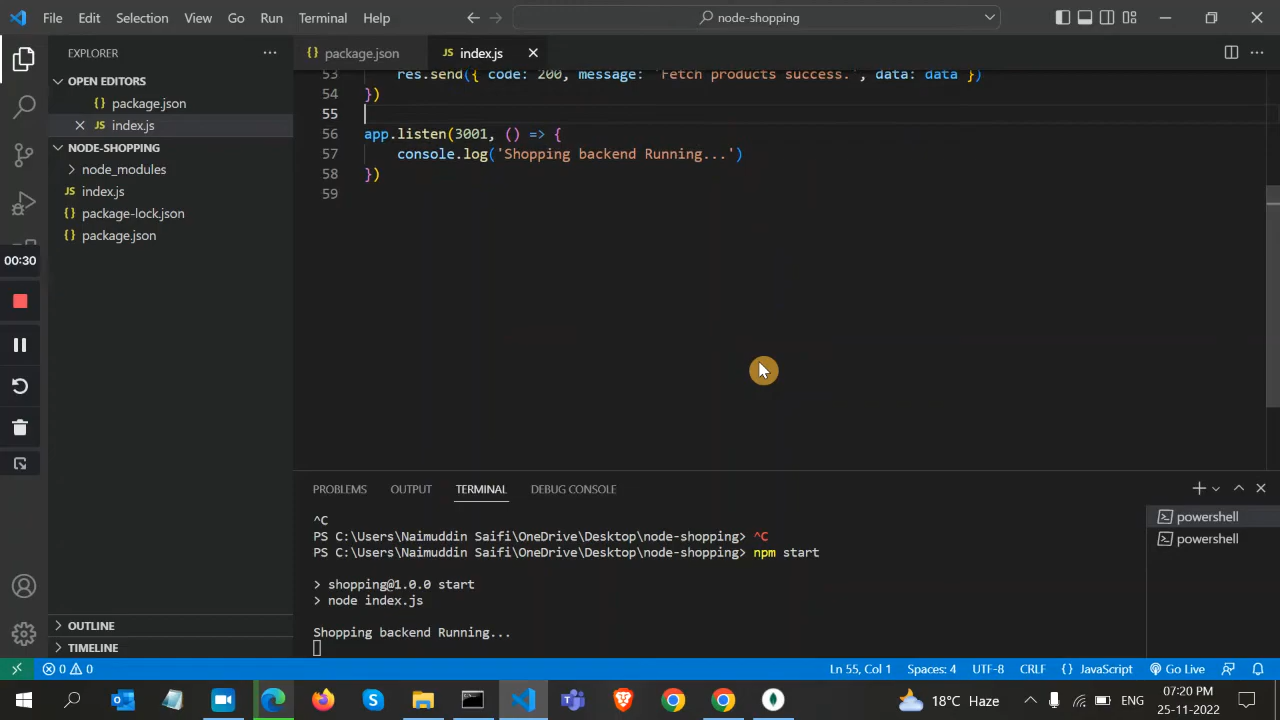 File Edit Selection View Go Run Terminal Help
node-shopping
EXPLORER
OPEN EDITORS
{} package.json
JS index.js
NODE-SHOPPING
node_modules
JS index.js
{} package-lock.json
{} package.json
00:30
OUTLINE
TIMELINE
{} package.json
JS index.js
53 res.send({ code: 200, message: 'Fetch products success.', data: data })
54 })
55
56 app.listen(3001, () => {
57 console.log('Shopping backend Running...')
58 })
59
PROBLEMS OUTPUT TERMINAL DEBUG CONSOLE
^C
PS C:\Users\Naimuddin Saifi\OneDrive\Desktop\node-shopping> ^C
PS C:\Users\Naimuddin Saifi\OneDrive\Desktop\node-shopping> npm start
> shopping@1.0.0 start
> node index.js
Shopping backend Running...
powershell
powershell
0 0
Ln 55, Col 1 Spaces: 4 UTF-8 CRLF {} JavaScript Go Live
18°C Haze
ENG
25-11-2022